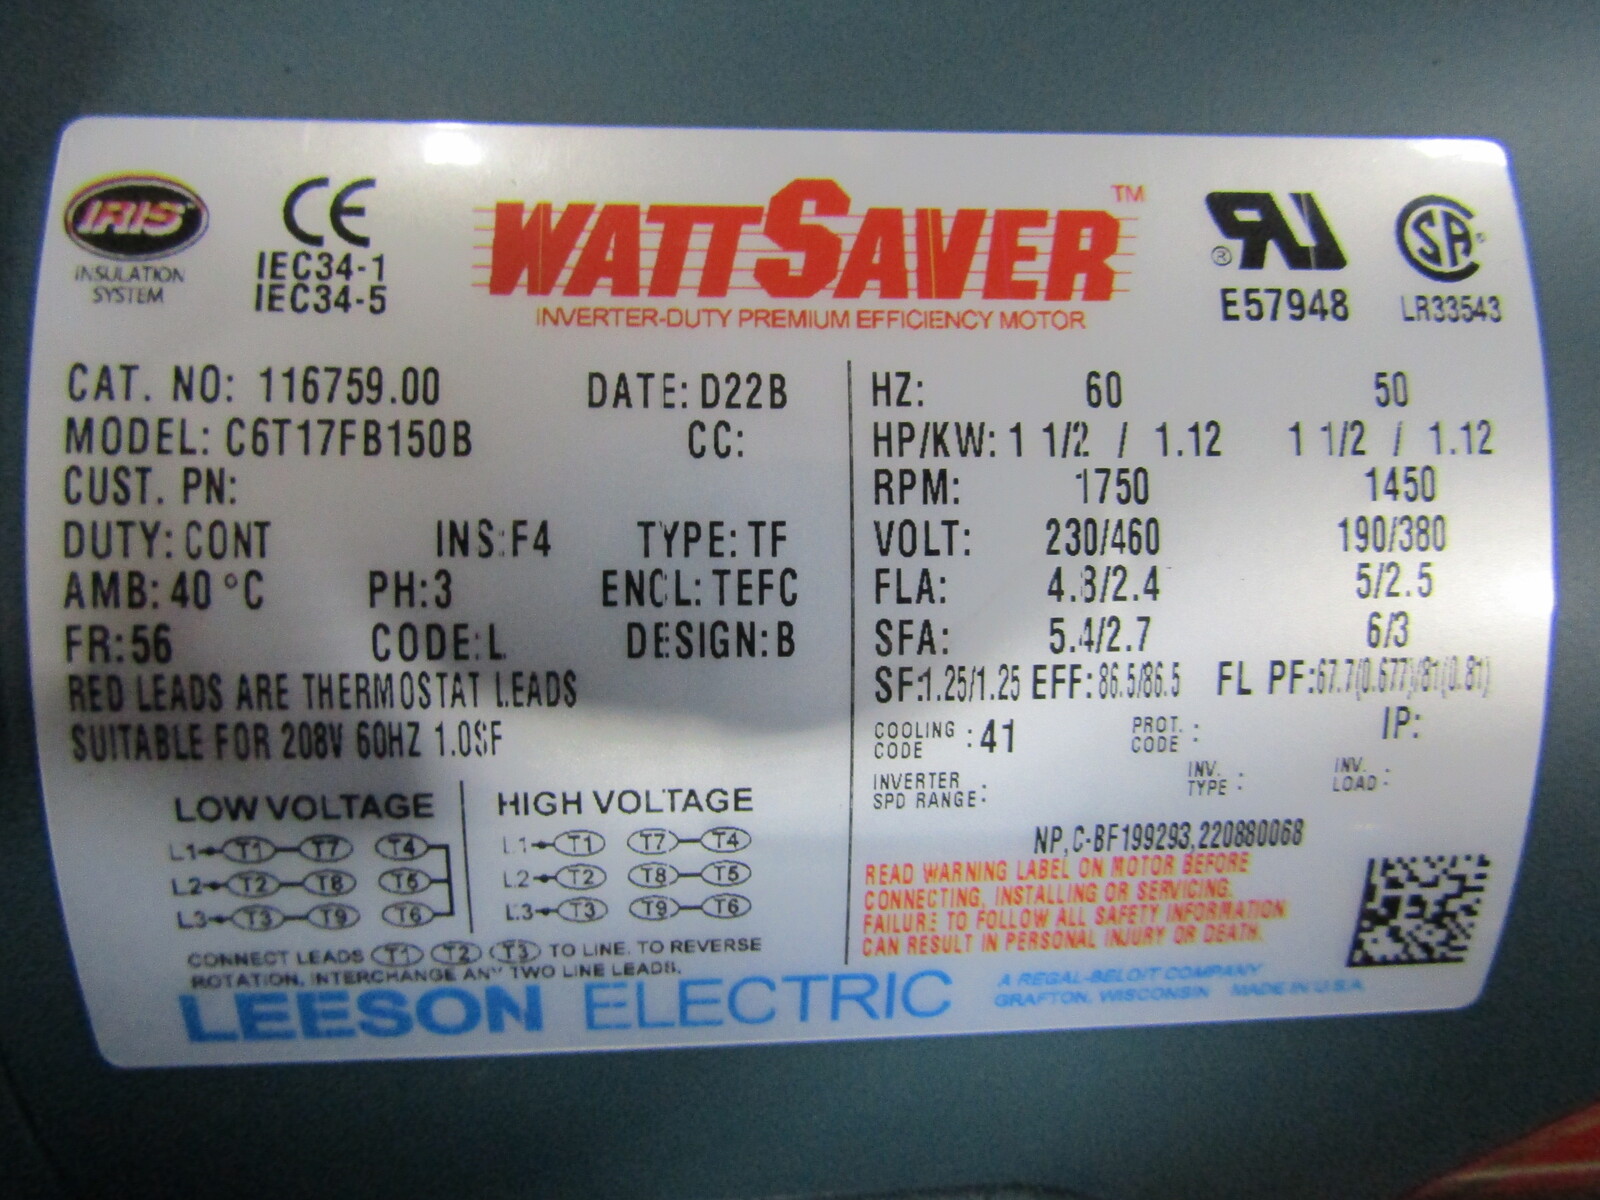 IRIS
INSULATION
SYSTEM
CE
IEC34-1
IEC34-5
WATTSAVER™
INVERTER-DUTY PREMIUM EFFICIENCY MOTOR
®
E57948
SA
LR33543
CAT. NO: 116759.00 DATE: D22B
MODEL: C6T17FB150B CC:
CUST. PN:
DUTY: CONT INS:F4 TYPE: TF
AMB: 40 °C PH:3 ENCL: TEFC
FR:56 CODE:L DESIGN:B
RED LEADS ARE THERMOSTAT LEADS
SUITABLE FOR 208V 60HZ 1.0SF
LOW VOLTAGE
L1 T1 T7 T4
L2 T2 T8 T5
L3 T3 T9 T6
HIGH VOLTAGE
L1 T1 T7 T4
L2 T2 T8 T5
L3 T3 T9 T6
CONNECT LEADS T1 T2 T3 TO LINE. TO REVERSE
ROTATION, INTERCHANGE ANY TWO LINE LEADS.
HZ: 60 50
HP/KW: 1 1/2 / 1.12 1 1/2 / 1.12
RPM: 1750 1450
VOLT: 230/460 190/380
FLA: 4.8/2.4 5/2.5
SFA: 5.4/2.7 6/3
SF:1.25/1.25 EFF: 86.5/86.5 FL PF:67.7(0.677)/81(0.81)
COOLING CODE : 41 PROT. CODE : IP:
INVERTER SPD RANGE: INV. TYPE : INV. LOAD :
NP,C-BF199293,220880068
READ WARNING LABEL ON MOTOR BEFORE
CONNECTING, INSTALLING OR SERVICING.
FAILURE TO FOLLOW ALL SAFETY INFORMATION
CAN RESULT IN PERSONAL INJURY OR DEATH.
LEESON ELECTRIC
A REGAL-BELOIT COMPANY
GRAFTON, WISCONSIN MADE IN U.S.A.